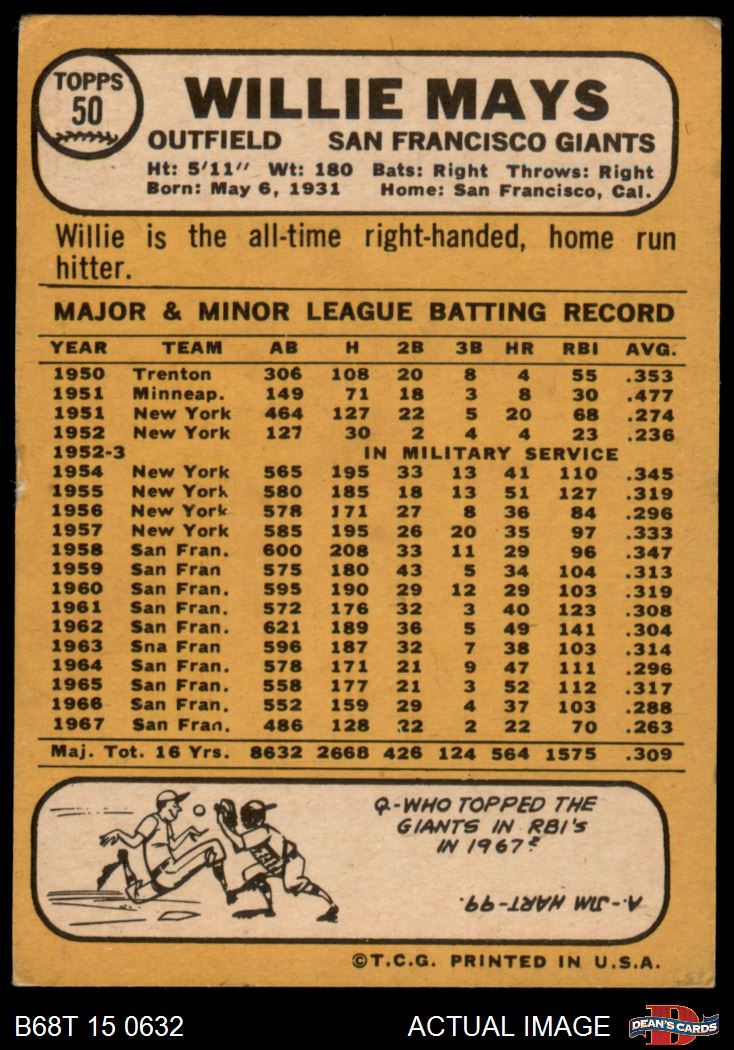 TOPPS
50
WILLIE MAYS
OUTFIELD SAN FRANCISCO GIANTS
Ht: 5'11" Wt: 180 Bats: Right Throws: Right
Born: May 6, 1931 Home: San Francisco, Cal.
Willie is the all-time right-handed, home run
hitter.
MAJOR & MINOR LEAGUE BATTING RECORD
YEAR TEAM AB H 2B 3B HR RBI AVG.
1950 Trenton 306 108 20 8 4 55 .353
1951 Minneap. 149 71 18 3 8 30 .477
1951 New York 464 127 22 5 20 68 .274
1952 New York 127 30 2 4 4 23 .236
1952-3 IN MILITARY SERVICE
1954 New York 565 195 33 13 41 110 .345
1955 New York 580 185 18 13 51 127 .319
1956 New York 578 171 27 8 36 84 .296
1957 New York 585 195 26 20 35 97 .333
1958 San Fran. 600 208 33 11 29 96 .347
1959 San Fran 575 180 43 5 34 104 .313
1960 San Fran. 595 190 29 12 29 103 .319
1961 San Fran. 572 176 32 3 40 123 .308
1962 San Fran. 621 189 36 5 49 141 .304
1963 Sna Fran 596 187 32 7 38 103 .314
1964 San Fran. 578 171 21 9 47 111 .296
1965 San Fran. 558 177 21 3 52 112 .317
1966 San Fran. 552 159 29 4 37 103 .288
1967 San Fran. 486 128 22 2 22 70 .263
Maj. Tot. 16 Yrs. 8632 2668 426 124 564 1575 .309
Q-WHO TOPPED THE
GIANTS IN RBI'S
IN 1967?
A.-JIM HART-99.
©T.C.G. PRINTED IN U.S.A.
B68T 15 0632 ACTUAL IMAGE DEAN'S CARDS